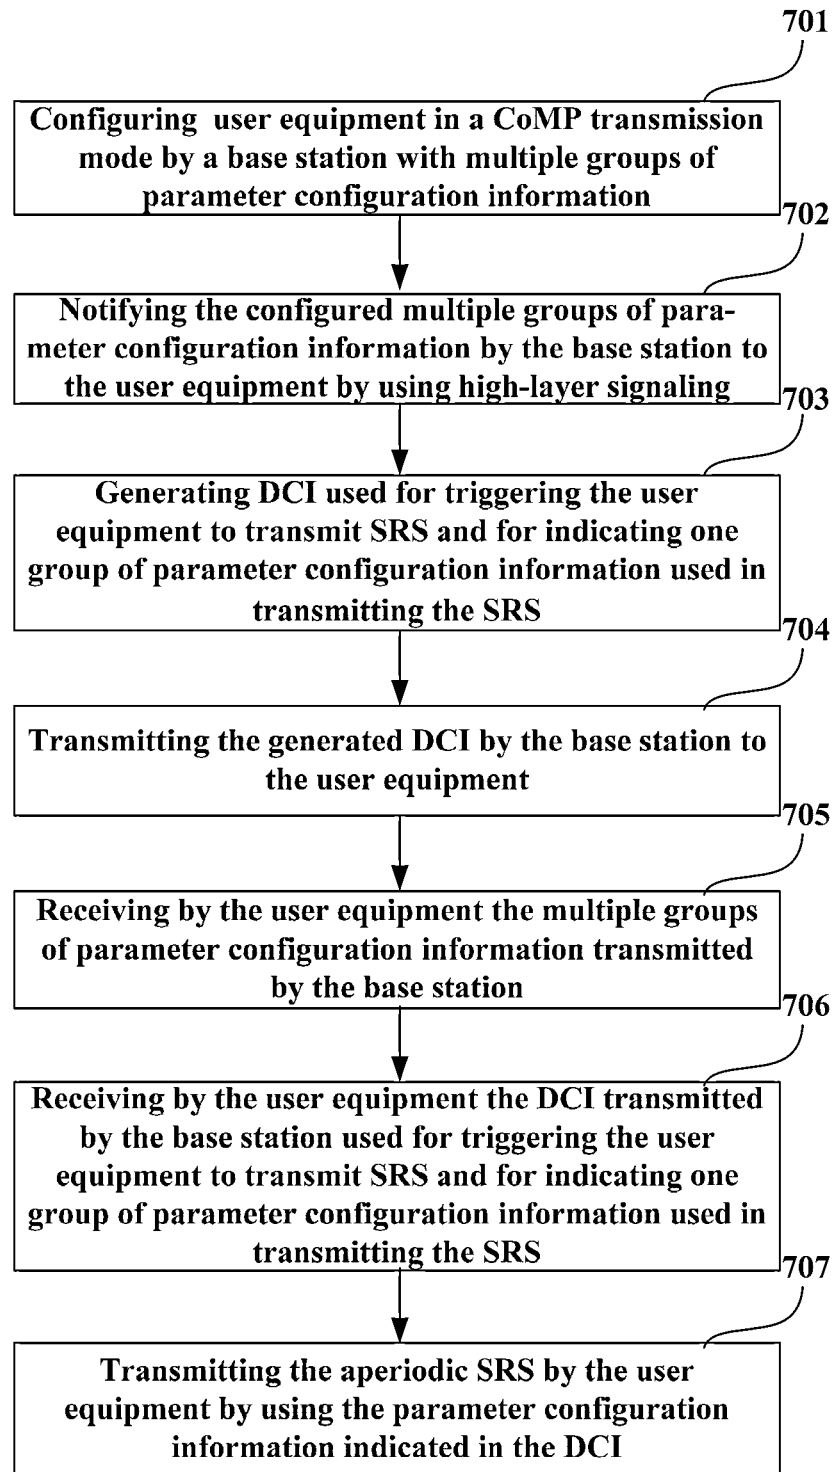 701
Configuring user equipment in a CoMP transmission
mode by a base station with multiple groups of
parameter configuration information
702
Notifying the configured multiple groups of para-
meter configuration information by the base station to
the user equipment by using high-layer signaling
703
Generating DCI used for triggering the user
equipment to transmit SRS and for indicating one
group of parameter configuration information used in
transmitting the SRS
704
Transmitting the generated DCI by the base station to
the user equipment
705
Receiving by the user equipment the multiple groups
of parameter configuration information transmitted
by the base station
706
Receiving by the user equipment the DCI transmitted
by the base station used for triggering the user
equipment to transmit SRS and for indicating one
group of parameter configuration information used in
transmitting the SRS
707
Transmitting the aperiodic SRS by the user
equipment by using the parameter configuration
information indicated in the DCI